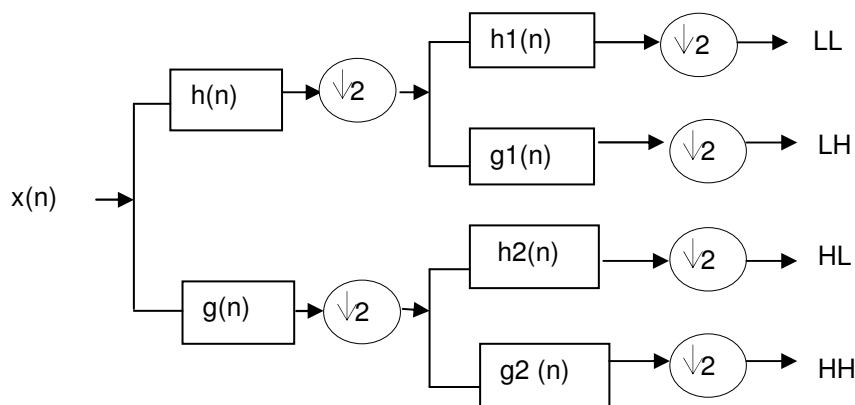 h1(n)
↓2
LL
h(n)
↓2
g1(n)
↓2
LH
x(n)
h2(n)
↓2
HL
g(n)
↓2
g2 (n)
↓2
HH